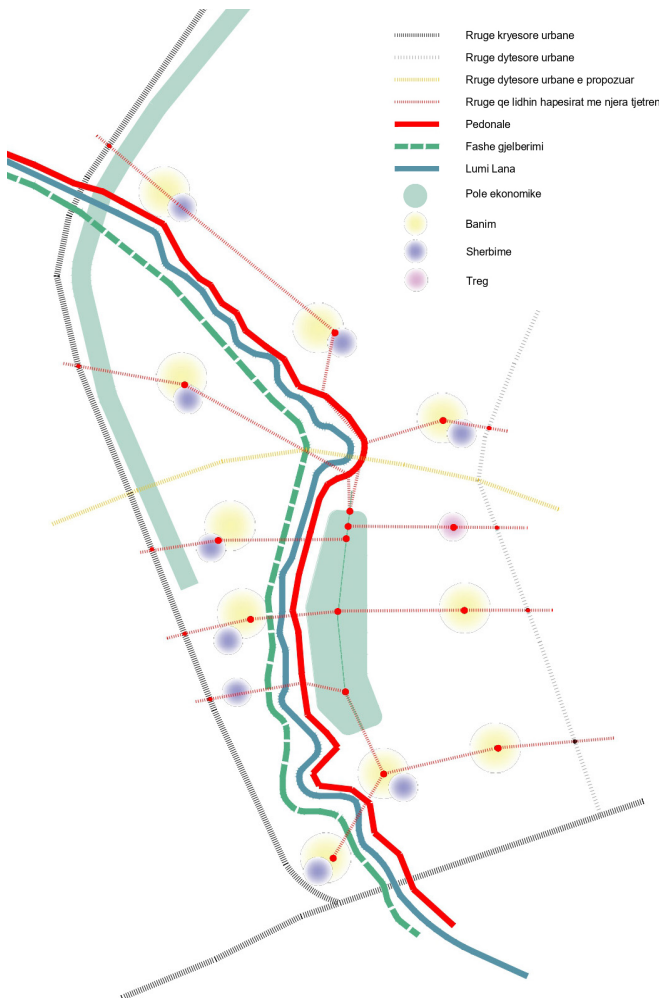 Rruge kryesore urbane
Rruge dytesore urbane
Rruge dytesore urbane e propozuar
Rruge qe lidhin hapesirat me njera tjetren
Pedonale
Fashe gjelberimi
Lumi Lana
Pole ekonomike
Banim
Sherbime
Treg